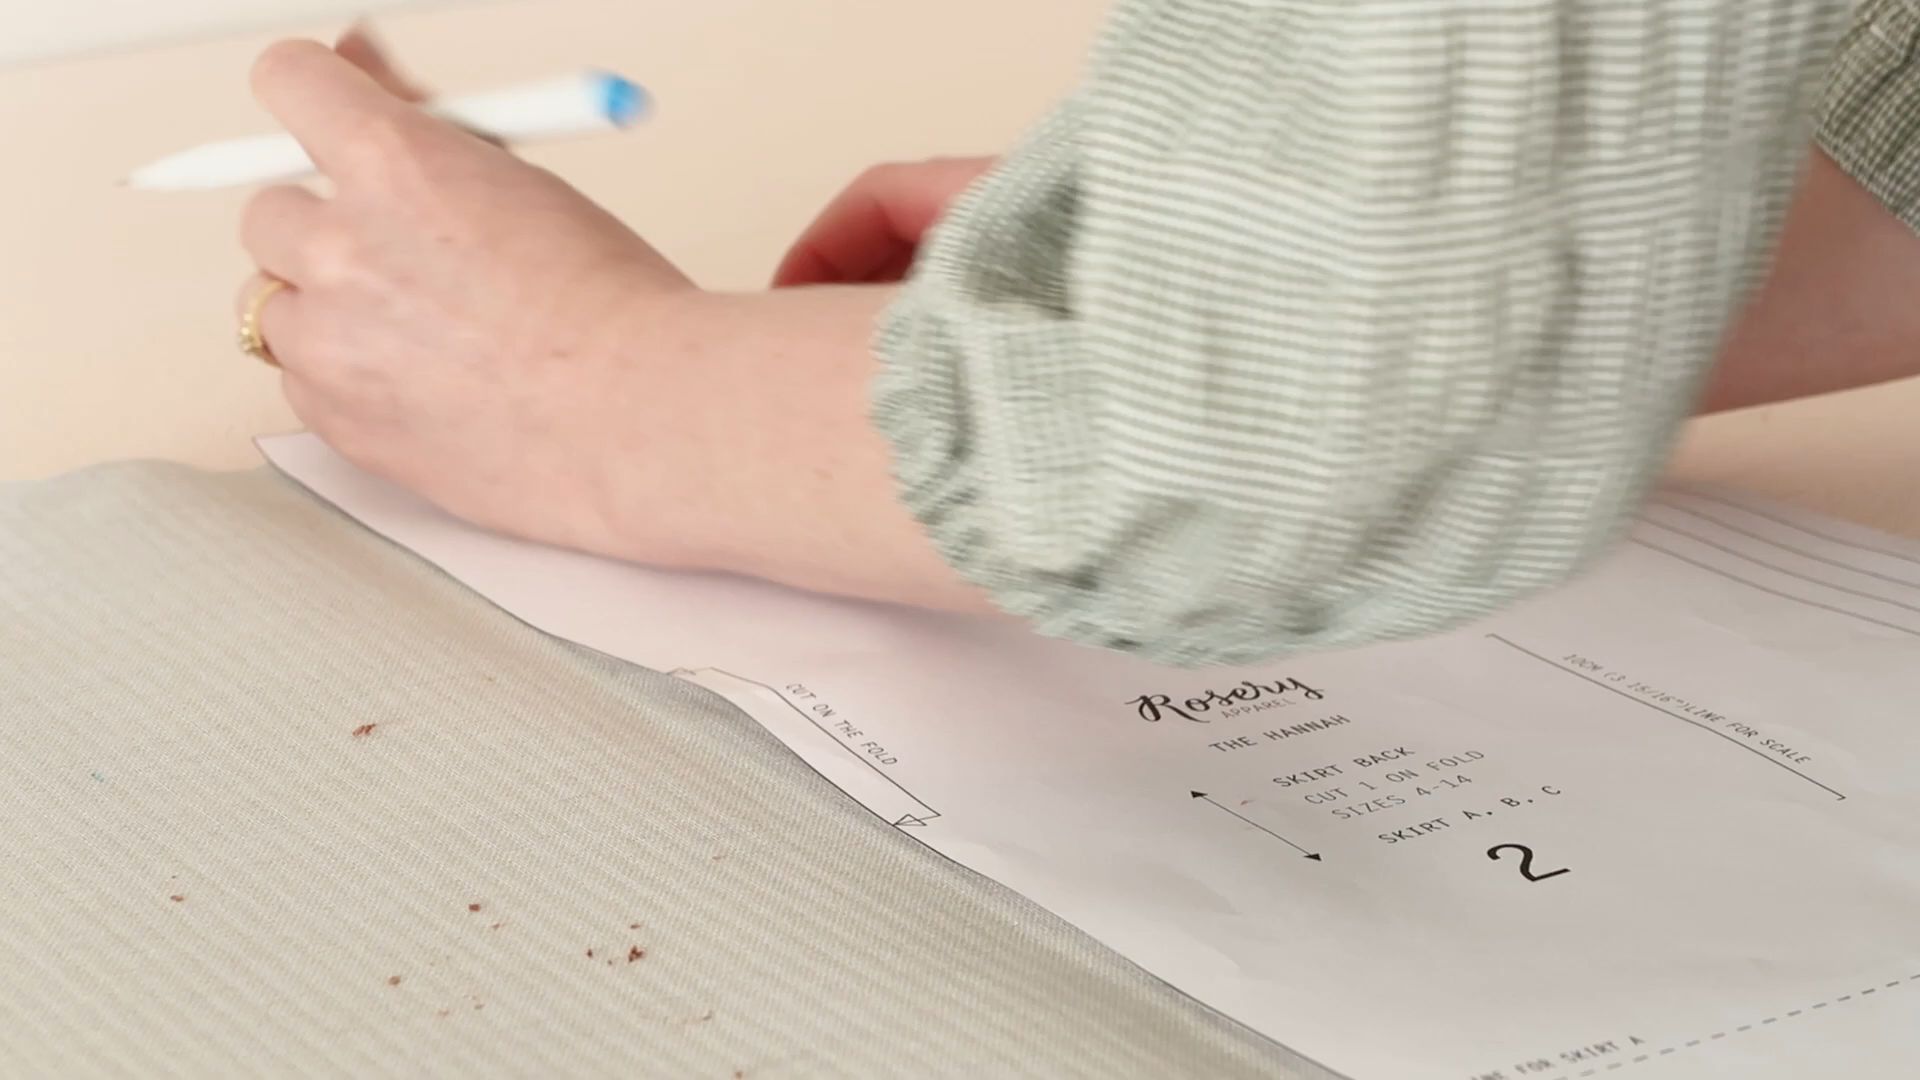 CUT ON THE FOLD
Rosery
APPAREL
THE HANNAH
SKIRT BACK
CUT 1 ON FOLD
SIZES 4-14
SKIRT A, B, C
2
10CM (3 15/16") LINE FOR SCALE
FOR SKIRT A